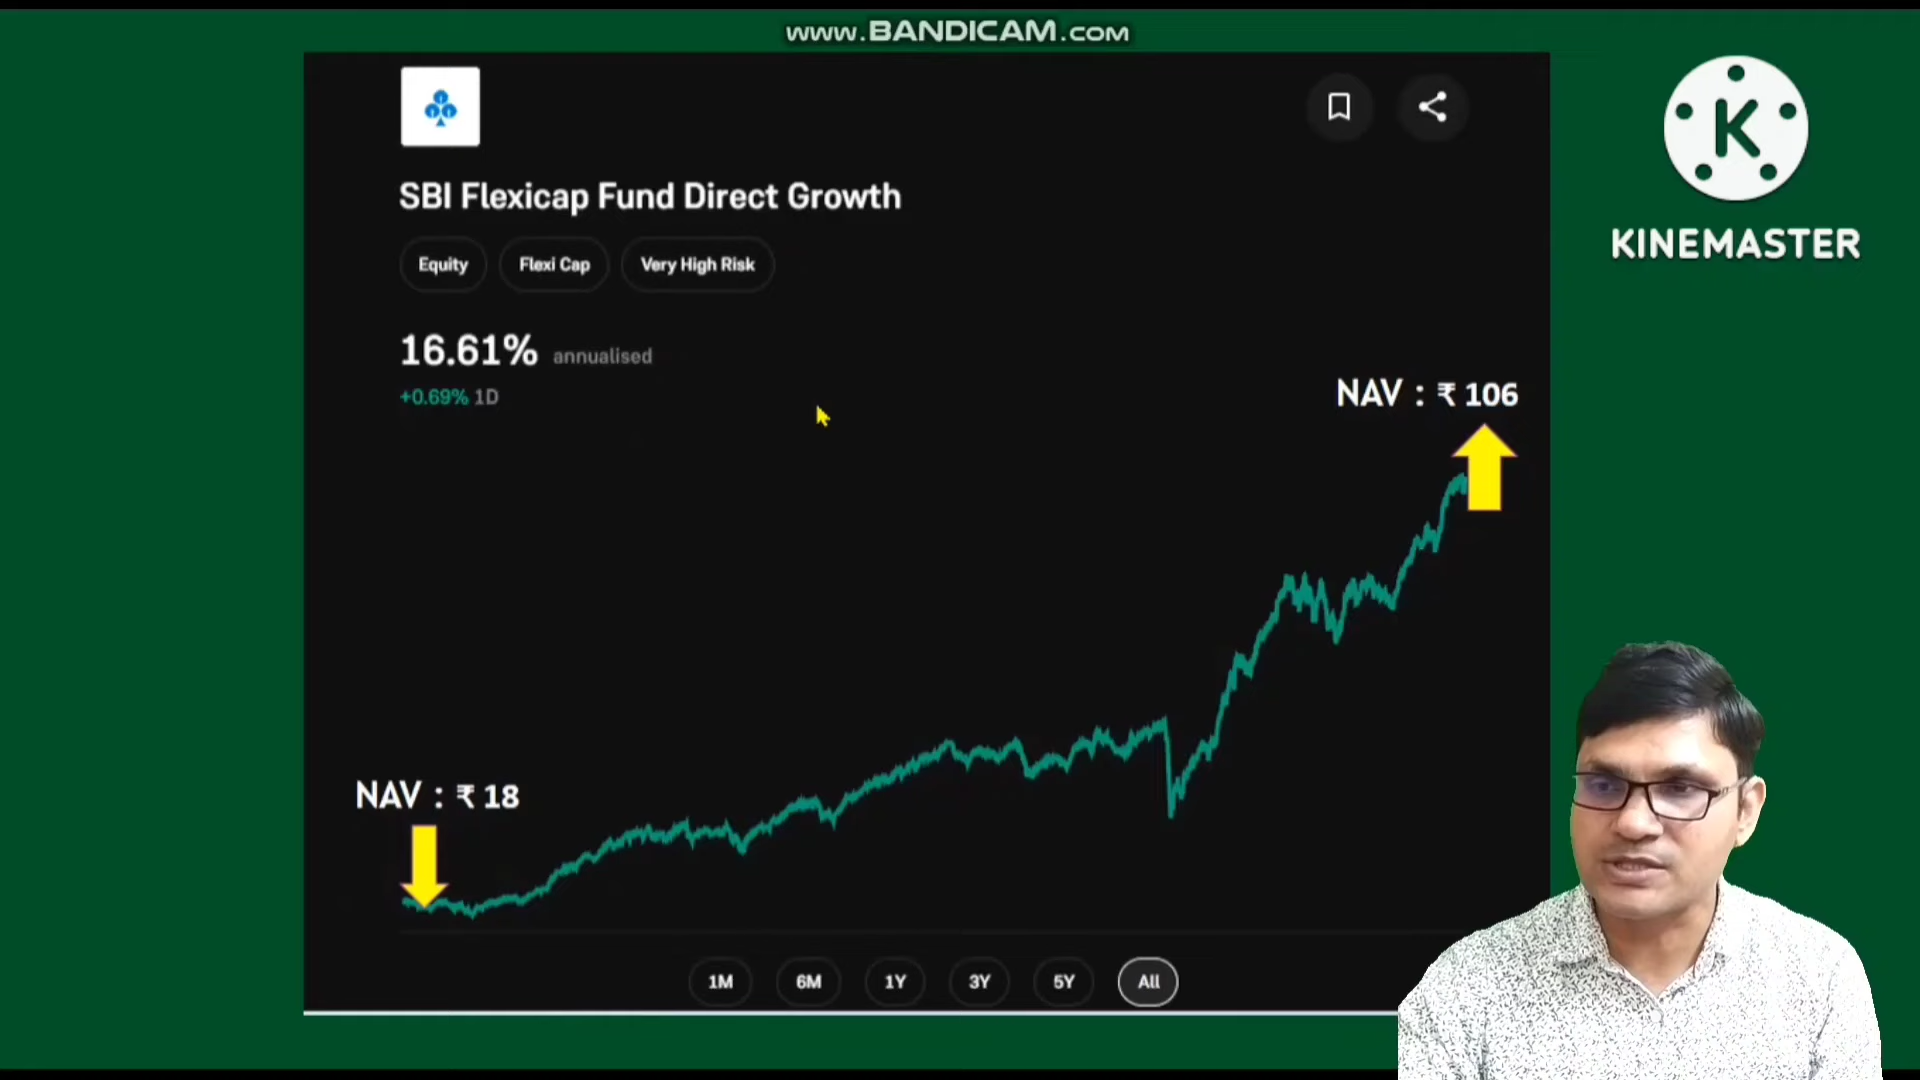 www.BANDICAM.com
K
KINEMASTER
SBI Flexicap Fund Direct Growth
Equity
Flexi Cap
Very High Risk
16.61% annualised
+0.69% 1D
NAV : ₹ 106
NAV : ₹ 18
1M
6M
1Y
3Y
5Y
All